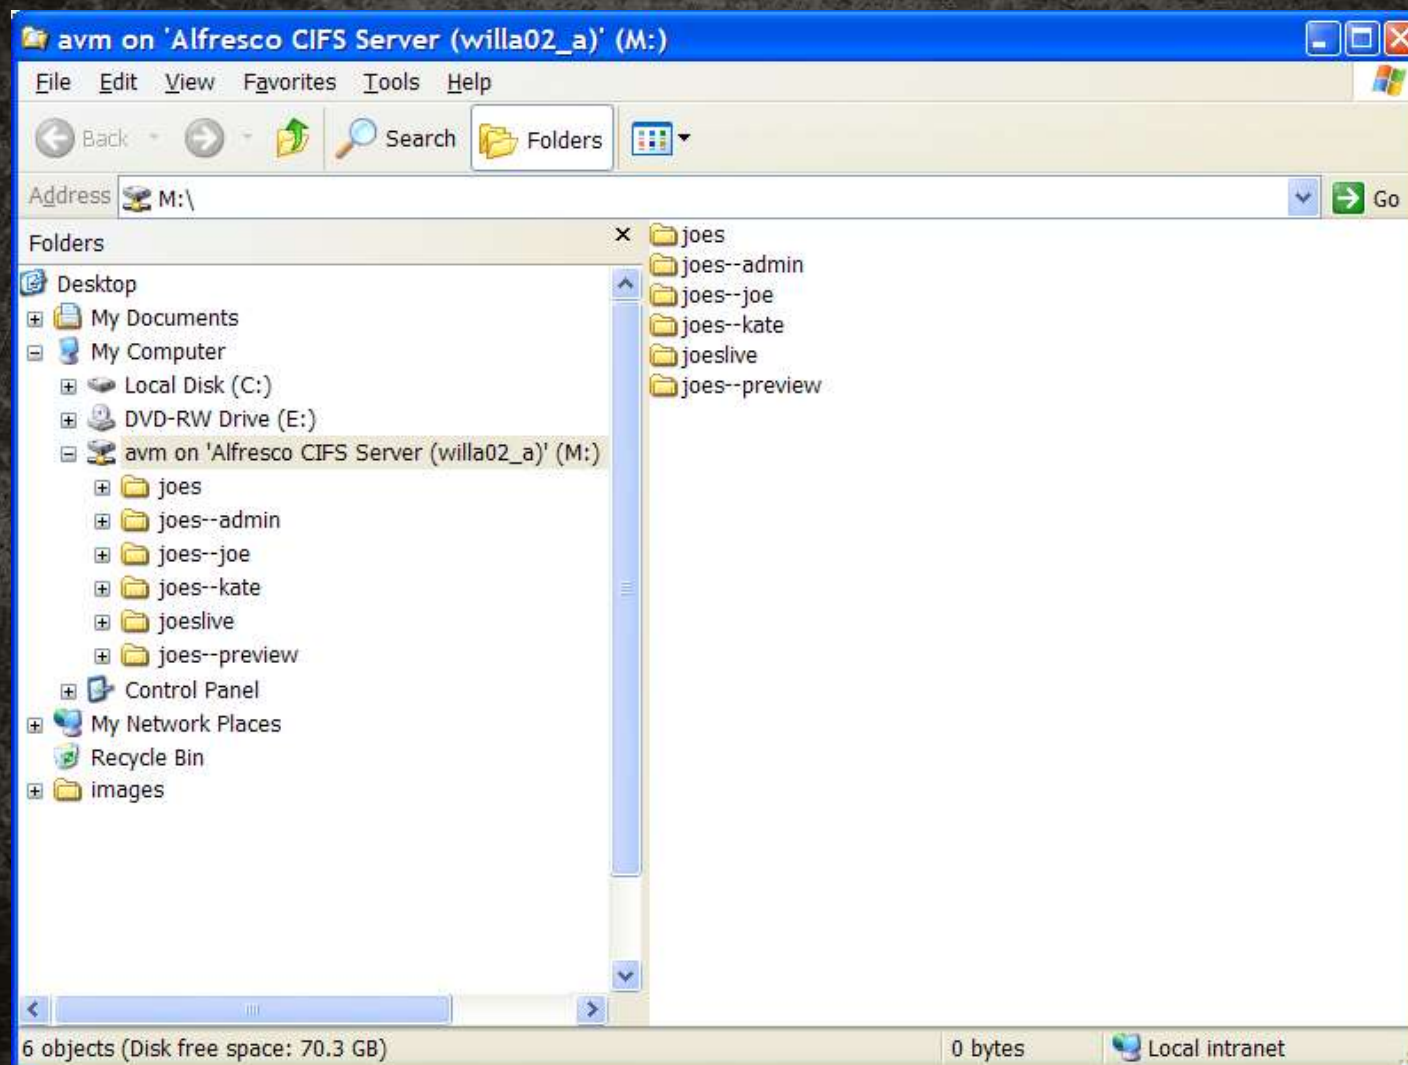 avm on 'Alfresco CIFS Server (willa02_a)' (M:)
File Edit View Favorites Tools Help
Back Search Folders
Address M:\ Go
Folders
Desktop
My Documents
My Computer
Local Disk (C:)
DVD-RW Drive (E:)
avm on 'Alfresco CIFS Server (willa02_a)' (M:)
joes
joes--admin
joes--joe
joes--kate
joeslive
joes--preview
Control Panel
My Network Places
Recycle Bin
images
joes
joes--admin
joes--joe
joes--kate
joeslive
joes--preview
6 objects (Disk free space: 70.3 GB) 0 bytes Local intranet